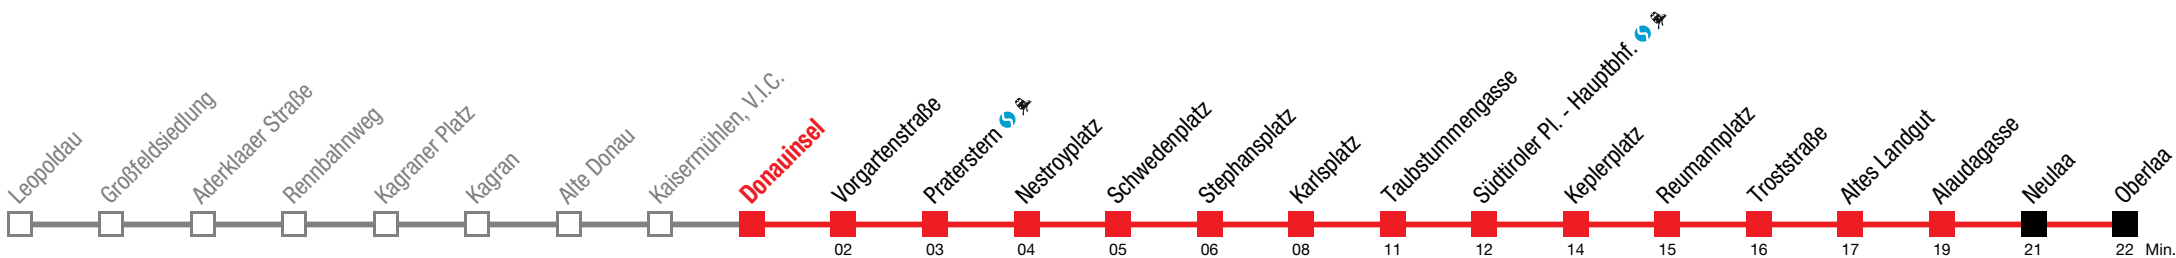 Leopoldau
Großfeldsiedlung
Aderklaaer Straße
Rennbahnweg
Kagraner Platz
Kagran
Alte Donau
Kaisermühlen, V.I.C.
Donauinsel
Vorgartenstraße
Praterstern
Nestroyplatz
Schwedenplatz
Stephansplatz
Karlsplatz
Taubstummengasse
Südtiroler Pl. - Hauptbhf.
Keplerplatz
Reumannplatz
Troststraße
Altes Landgut
Alaudagasse
Neulaa
Oberlaa
02 03 04 05 06 08 11 12 14 15 16 17 19 21 22 Min.